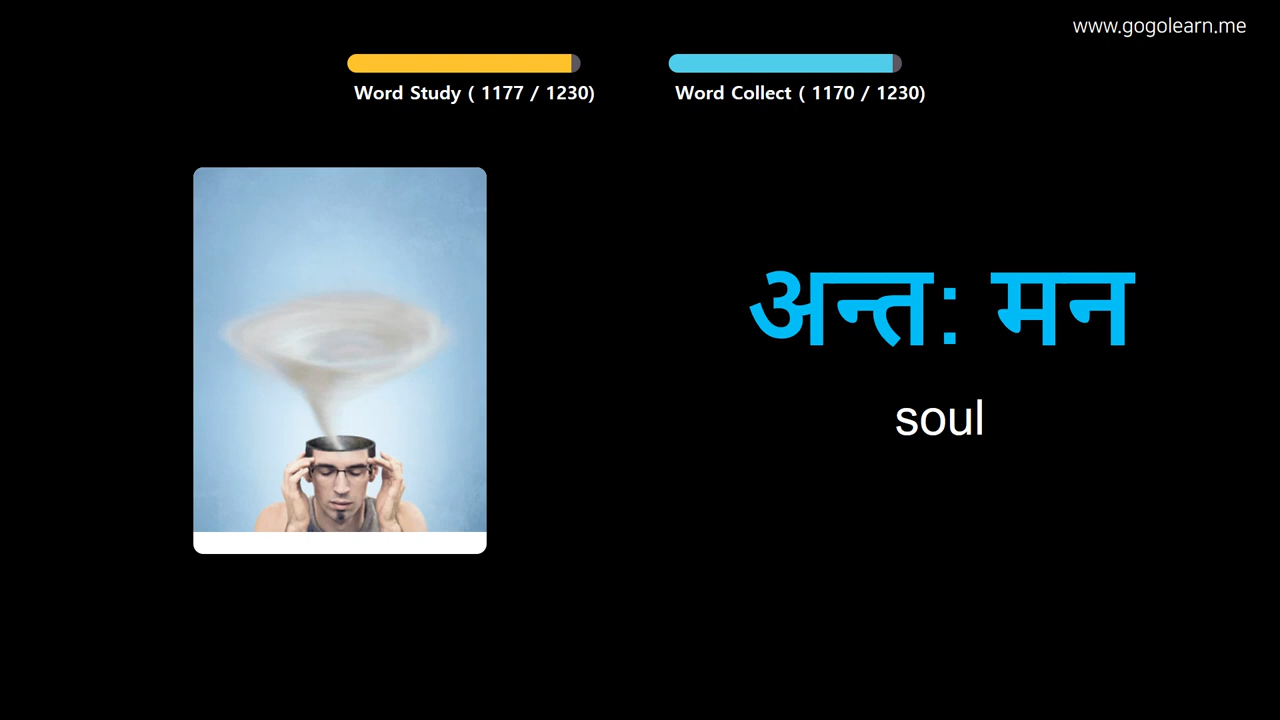 www.gogolearn.me
Word Study ( 1177 / 1230)
Word Collect ( 1170 / 1230)
अन्त: मन
soul